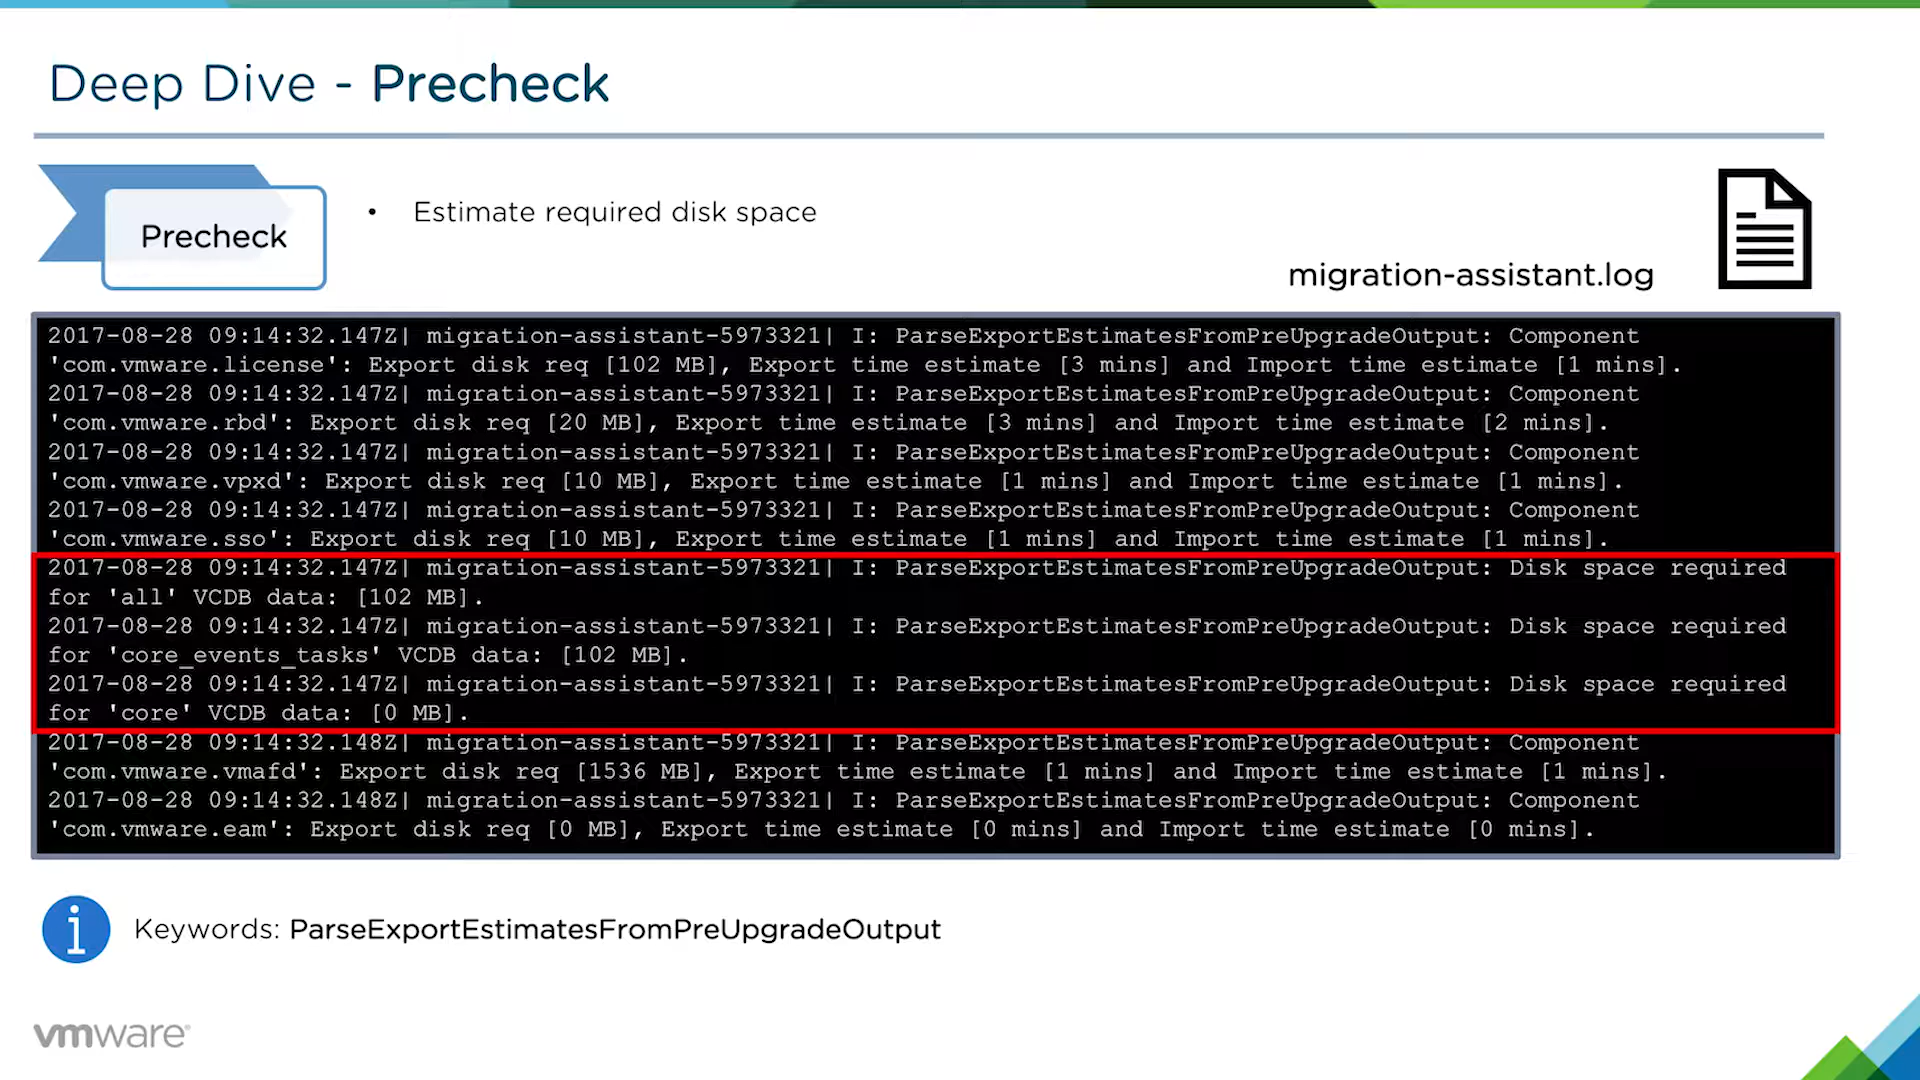 Deep Dive - Precheck
Precheck
• Estimate required disk space
migration-assistant.log
2017-08-28 09:14:32.147Z| migration-assistant-5973321| I: ParseExportEstimatesFromPreUpgradeOutput: Component
'com.vmware.license': Export disk req [102 MB], Export time estimate [3 mins] and Import time estimate [1 mins].
2017-08-28 09:14:32.147Z| migration-assistant-5973321| I: ParseExportEstimatesFromPreUpgradeOutput: Component
'com.vmware.rbd': Export disk req [20 MB], Export time estimate [3 mins] and Import time estimate [2 mins].
2017-08-28 09:14:32.147Z| migration-assistant-5973321| I: ParseExportEstimatesFromPreUpgradeOutput: Component
'com.vmware.vpxd': Export disk req [10 MB], Export time estimate [1 mins] and Import time estimate [1 mins].
2017-08-28 09:14:32.147Z| migration-assistant-5973321| I: ParseExportEstimatesFromPreUpgradeOutput: Component
'com.vmware.sso': Export disk req [10 MB], Export time estimate [1 mins] and Import time estimate [1 mins].
2017-08-28 09:14:32.147Z| migration-assistant-5973321| I: ParseExportEstimatesFromPreUpgradeOutput: Disk space required
for 'all' VCDB data: [102 MB].
2017-08-28 09:14:32.147Z| migration-assistant-5973321| I: ParseExportEstimatesFromPreUpgradeOutput: Disk space required
for 'core_events_tasks' VCDB data: [102 MB].
2017-08-28 09:14:32.147Z| migration-assistant-5973321| I: ParseExportEstimatesFromPreUpgradeOutput: Disk space required
for 'core' VCDB data: [0 MB].
2017-08-28 09:14:32.148Z| migration-assistant-5973321| I: ParseExportEstimatesFromPreUpgradeOutput: Component
'com.vmware.vmafd': Export disk req [1536 MB], Export time estimate [1 mins] and Import time estimate [1 mins].
2017-08-28 09:14:32.148Z| migration-assistant-5973321| I: ParseExportEstimatesFromPreUpgradeOutput: Component
'com.vmware.eam': Export disk req [0 MB], Export time estimate [0 mins] and Import time estimate [0 mins].
i
Keywords: ParseExportEstimatesFromPreUpgradeOutput
vmware®